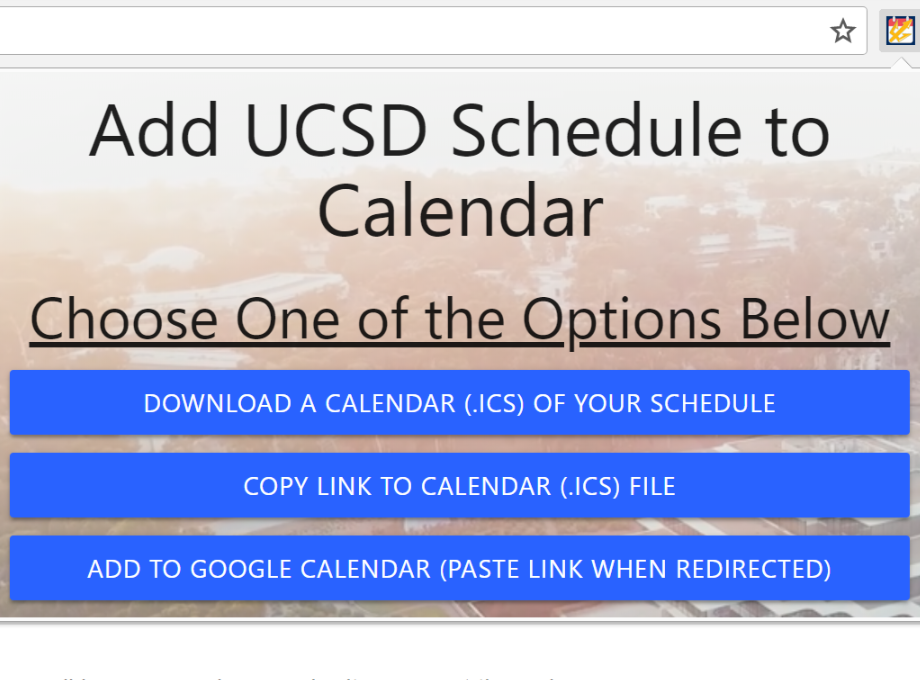 Add UCSD Schedule to
Calendar
Choose One of the Options Below
DOWNLOAD A CALENDAR (.ICS) OF YOUR SCHEDULE
COPY LINK TO CALENDAR (.ICS) FILE
ADD TO GOOGLE CALENDAR (PASTE LINK WHEN REDIRECTED)